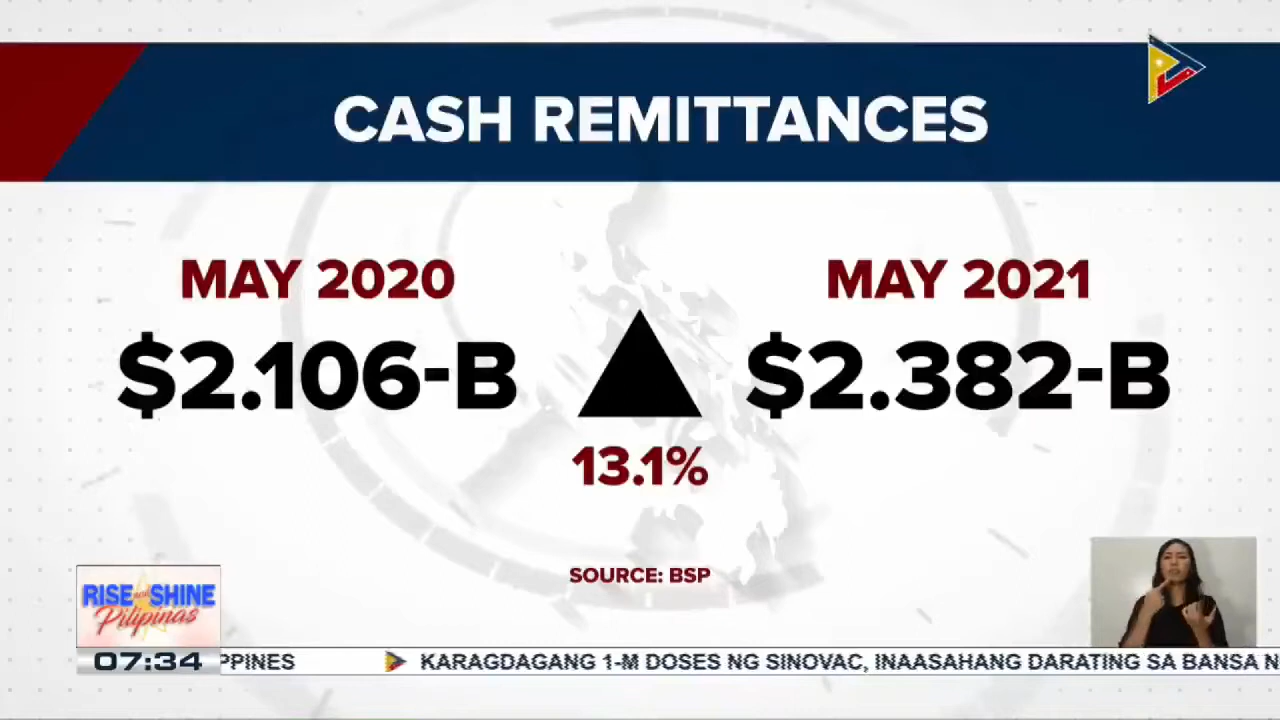 CASH REMITTANCES
MAY 2020
$2.106-B
13.1%
MAY 2021
$2.382-B
SOURCE: BSP
RISE and SHINE
Pilipinas
07:34
PPINES KARAGDAGANG 1-M DOSES NG SINOVAC, INAASAHANG DARATING SA BANSA N